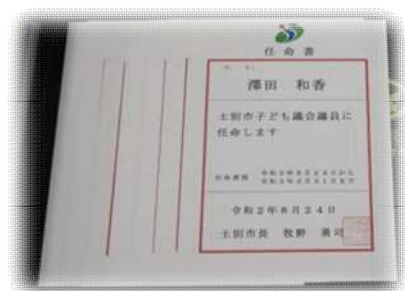 任命書
澤田 和香
士別市子ども議会議員に
任命します
令和2年8月24日
士別市長 牧野 勇司